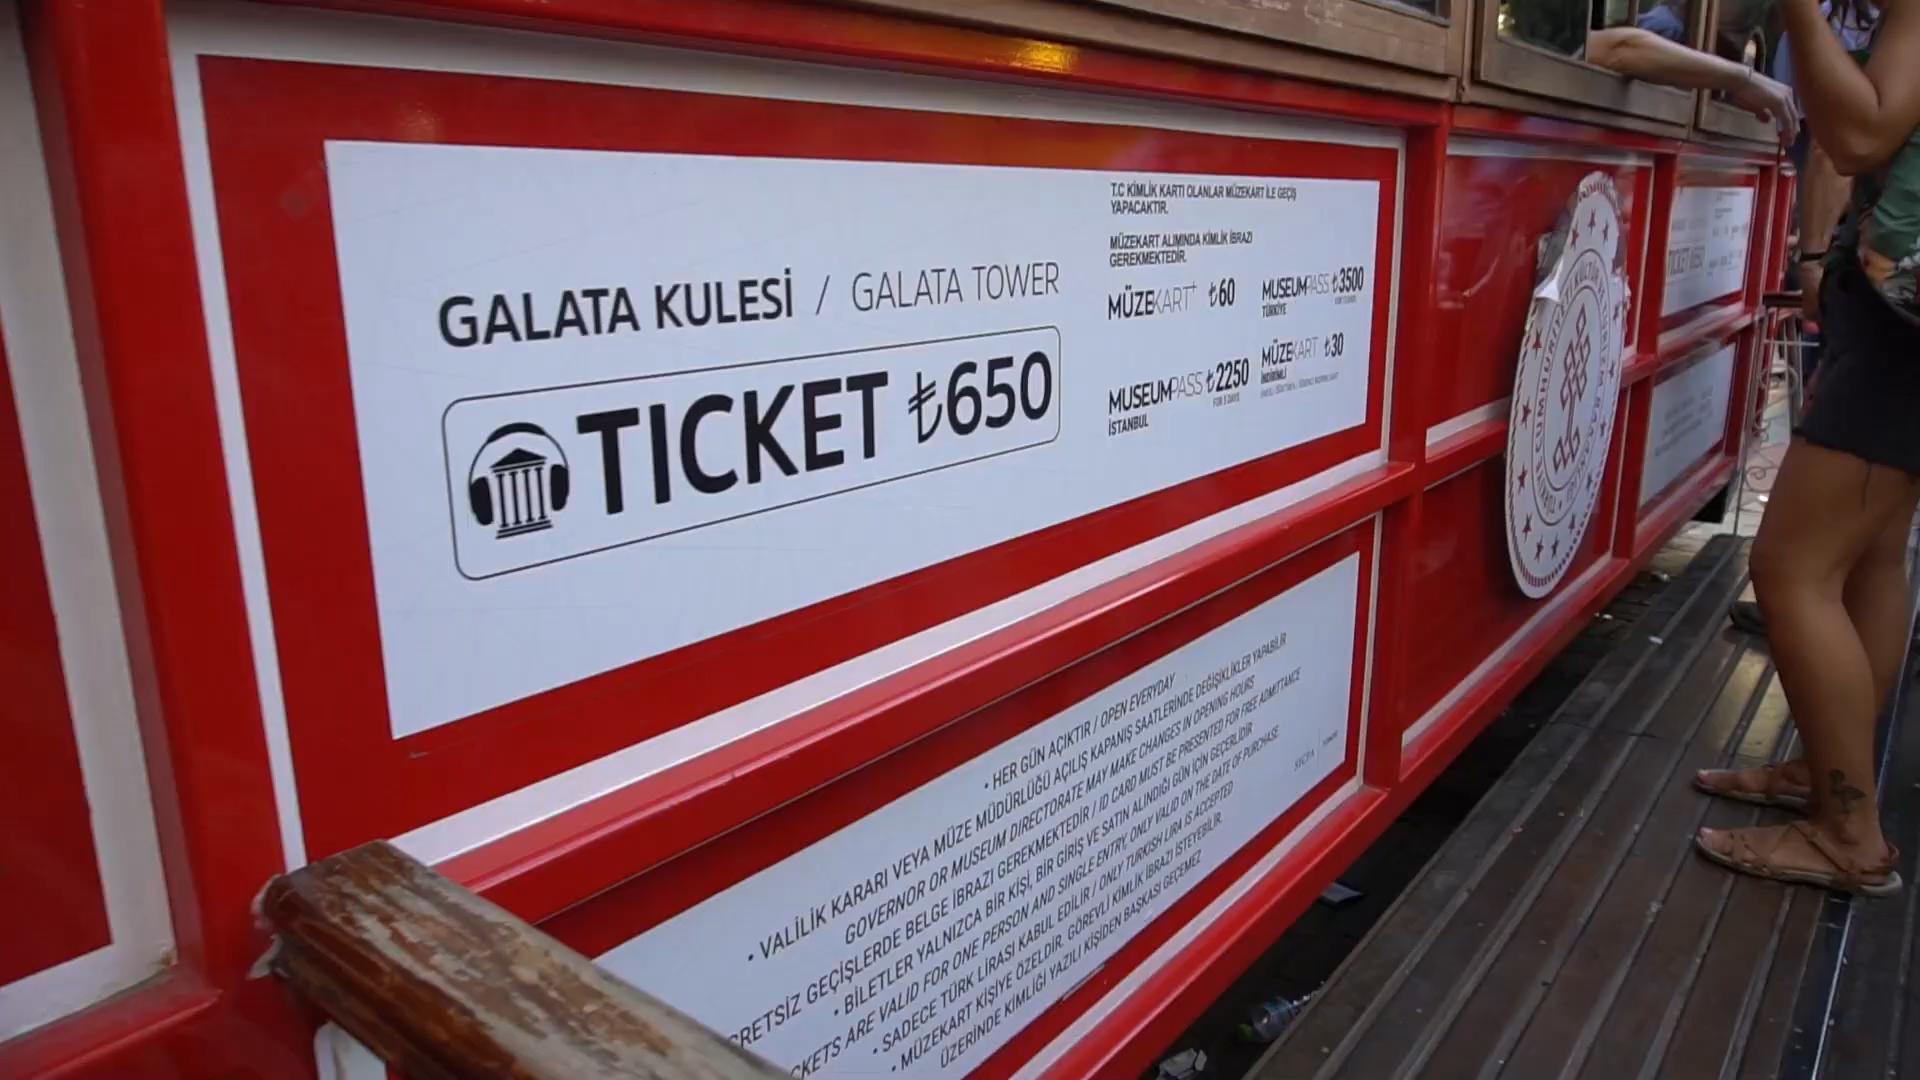 GALATA KULESİ / GALATA TOWER
TICKET ₺650
T.C KİMLİK KARTI OLANLAR MÜZEKART İLE GEÇİŞ
YAPACAKTIR.
MÜZEKART ALIMINDA KİMLİK İBRAZI
GEREKMEKTEDİR.
MÜZEKART+ ₺60
MUSEUMPASS ₺3500
TÜRKİYE
MUSEUMPASS ₺2250
FOR 5 DAYS
İSTANBUL
MÜZEKART ₺30
İNDİRİMLİ
• HER GÜN AÇIKTIR / OPEN EVERYDAY
• VALİLİK KARARI VEYA MÜZE MÜDÜRLÜĞÜ AÇILIŞ KAPANIŞ SAATLERİNDE DEĞİŞİKLİKLER YAPABİLİR
GOVERNOR OR MUSEUM DIRECTORATE MAY MAKE CHANGES IN OPENING HOURS
CRETSİZ GEÇİŞLERDE BELGE İBRAZI GEREKMEKTEDİR / ID CARD MUST BE PRESENTED FOR FREE ADMITTANCE
• BİLETLER YALNIZCA BİR KİŞİ, BİR GİRİŞ VE SATIN ALINDIĞI GÜN İÇİN GEÇERLİDİR
CKETS ARE VALID FOR ONE PERSON AND SINGLE ENTRY, ONLY VALID ON THE DATE OF PURCHASE
• SADECE TÜRK LİRASI KABUL EDİLİR / ONLY TURKISH LIRA IS ACCEPTED
• MÜZEKART KİŞİYE ÖZELDİR. GÖREVLİ KİMLİK İBRAZI İSTEYEBİLİR.
ÜZERİNDE KİMLİĞİ YAZILI KİŞİDEN BAŞKASI GEÇEMEZ
SICPA
TICKET ₺650